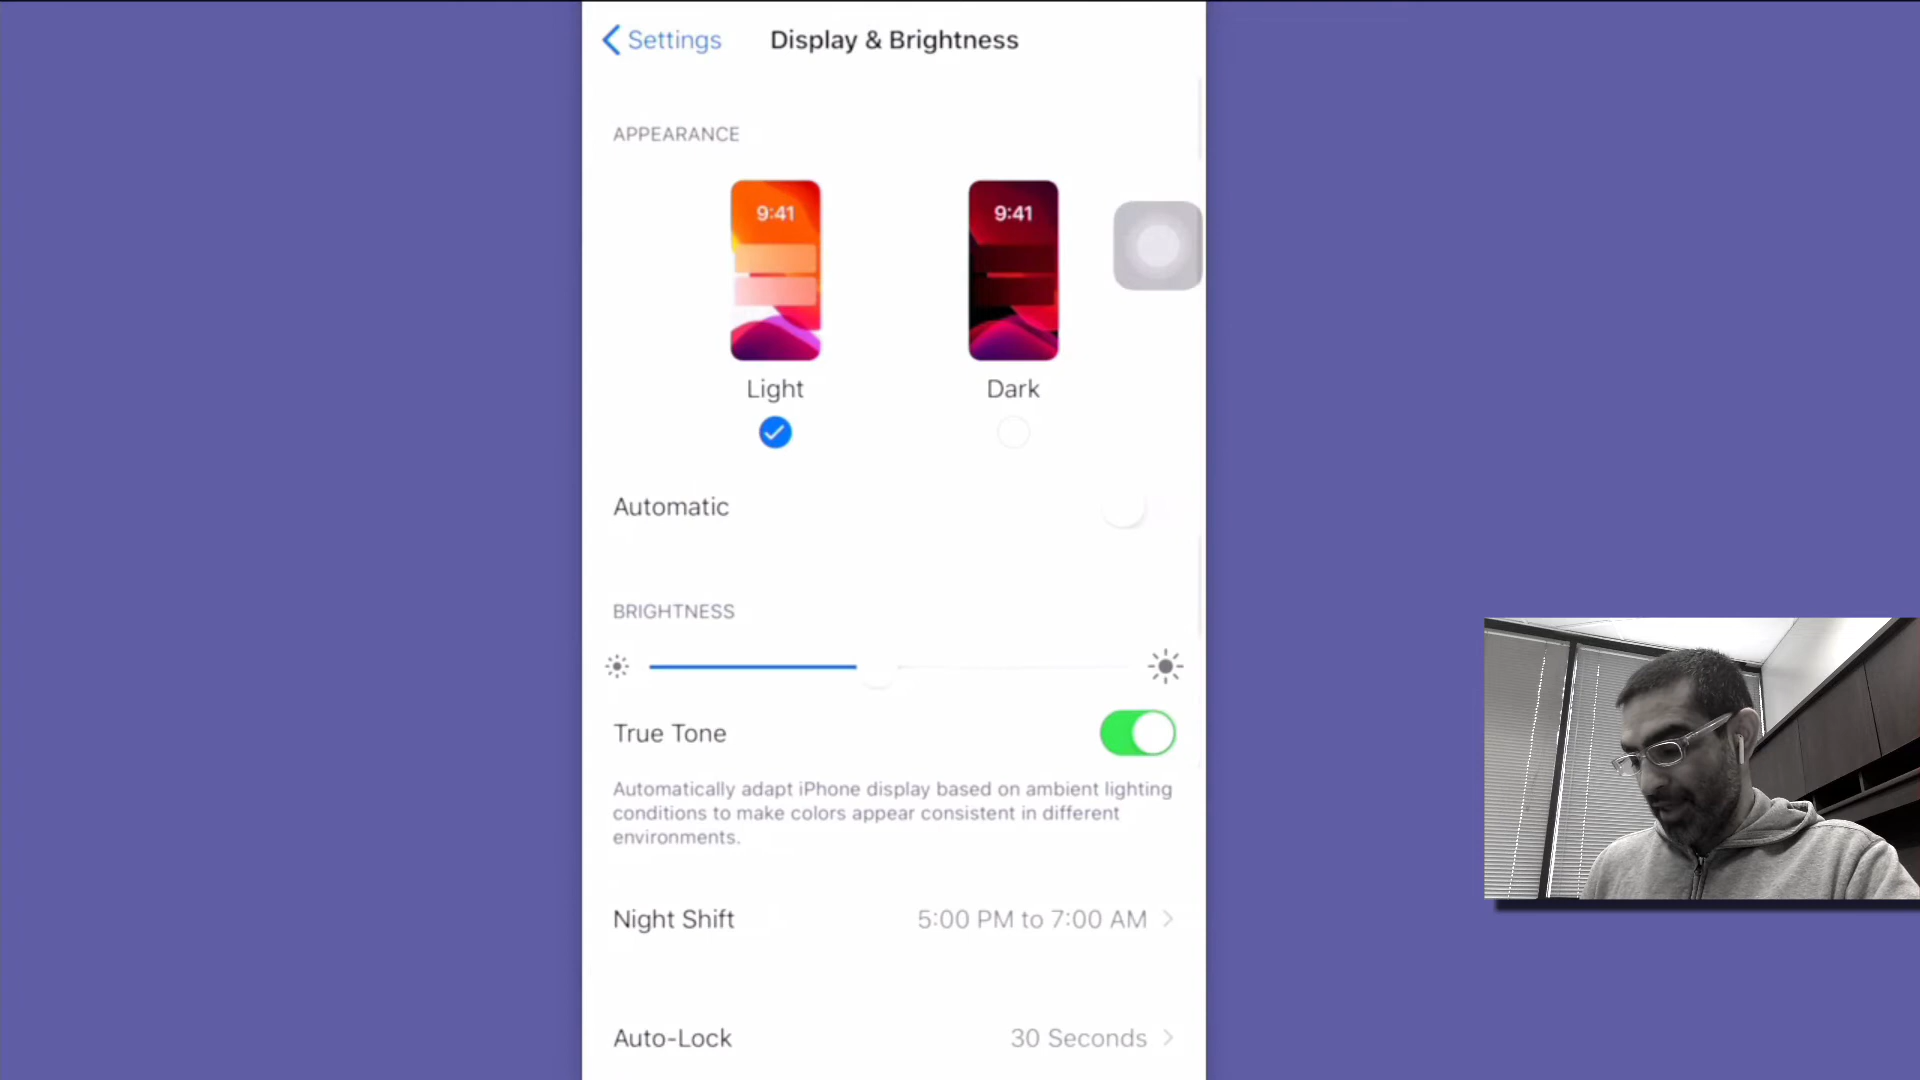 Settings
Display & Brightness
APPEARANCE
9:41
9:41
Light
Dark
Automatic
BRIGHTNESS
True Tone
Automatically adapt iPhone display based on ambient lighting
conditions to make colors appear consistent in different
environments.
Night Shift
5:00 PM to 7:00 AM
Auto-Lock
30 Seconds